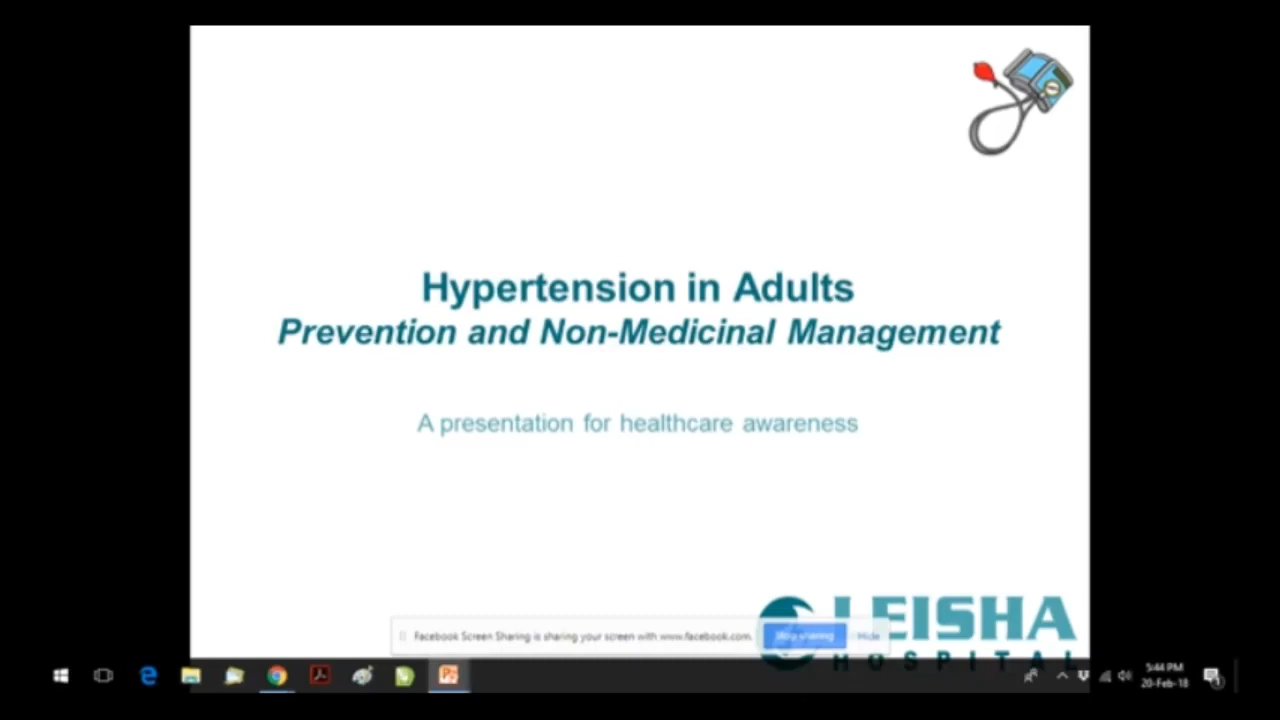 Hypertension in Adults
Prevention and Non-Medicinal Management
A presentation for healthcare awareness
LEISHA
HOSPITAL
Facebook Screen Sharing is sharing your screen with www.facebook.com.
Stop sharing
Hide
5:44 PM
20-Feb-18